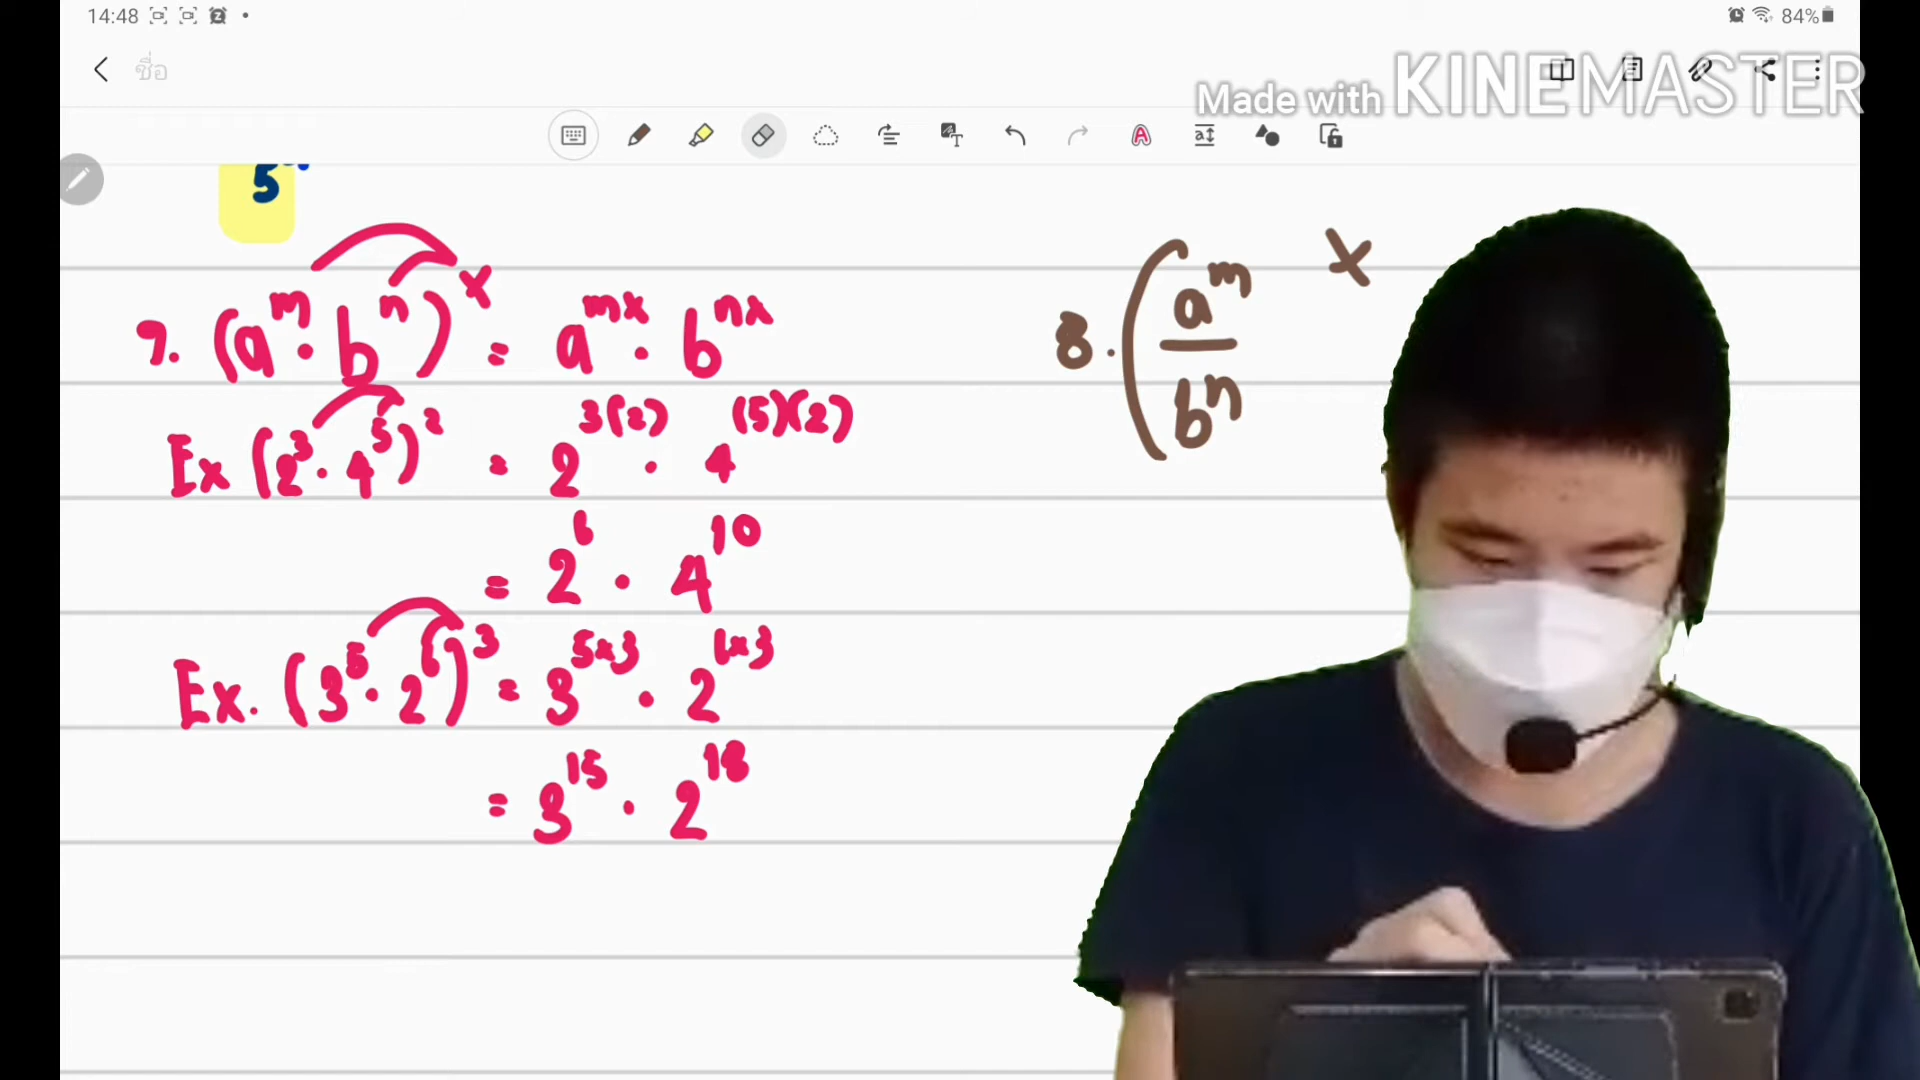 14:48
84%
ชื่อ
Made with KINEMASTER
5
7. (a^m · b^n)^x = a^mx · b^nx
Ex (2^3 · 4^5)^2 = 2^3(2) · 4^(5)(2)
= 2^6 · 4^10
Ex. (3^5 · 2^6)^3 = 3^5x3 · 2^6x3
= 3^15 · 2^18
8. (a^m/b^n x